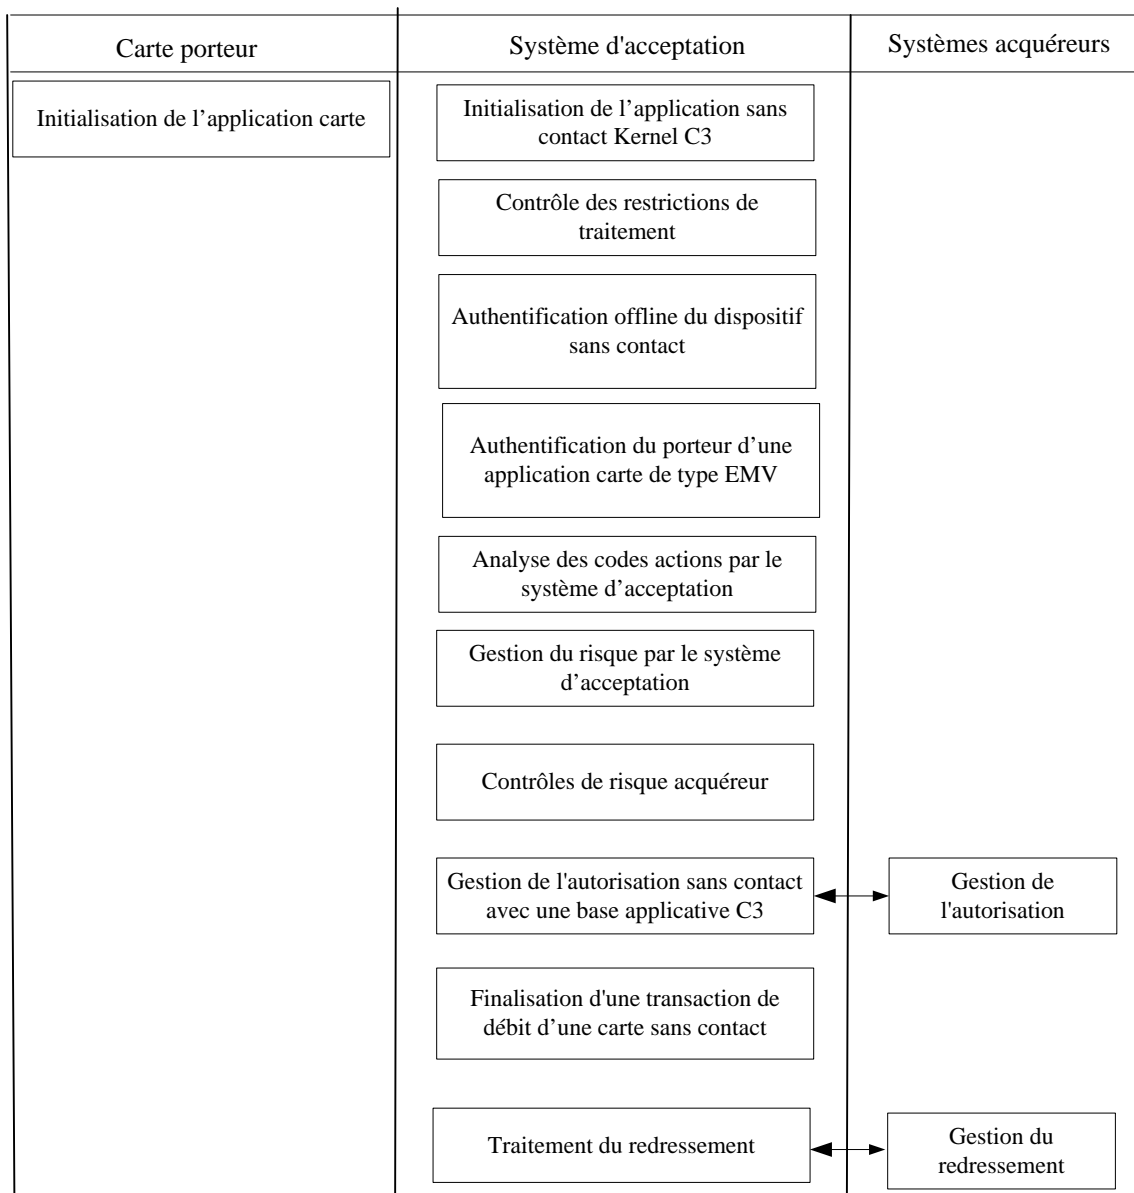 Carte porteur
Système d'acceptation
Systèmes acquéreurs
Initialisation de l’application carte
Initialisation de l’application sans
contact Kernel C3
Contrôle des restrictions de
traitement
Authentification offline du dispositif
sans contact
Authentification du porteur d’une
application carte de type EMV
Analyse des codes actions par le
système d’acceptation
Gestion du risque par le système
d’acceptation
Contrôles de risque acquéreur
Gestion de l'autorisation sans contact
avec une base applicative C3
Gestion de
l'autorisation
Finalisation d'une transaction de
débit d’une carte sans contact
Traitement du redressement
Gestion du
redressement